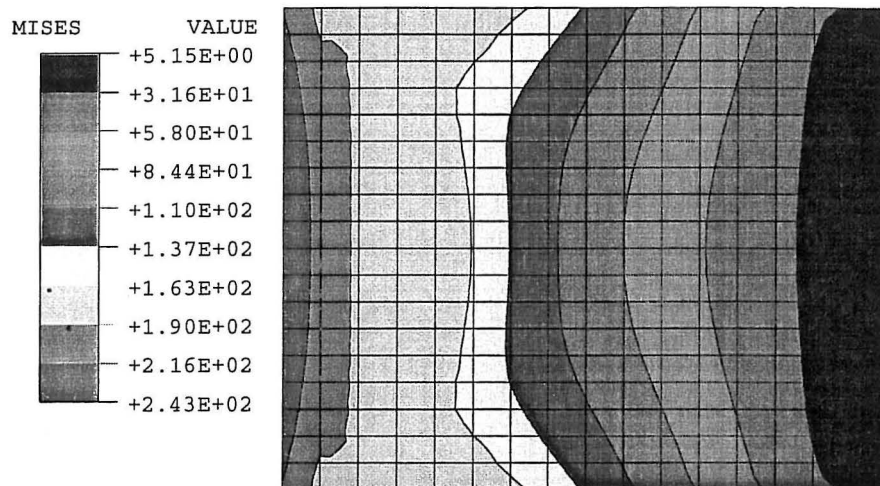 MISES VALUE
+5.15E+00
+3.16E+01
+5.80E+01
+8.44E+01
+1.10E+02
+1.37E+02
+1.63E+02
+1.90E+02
+2.16E+02
+2.43E+02